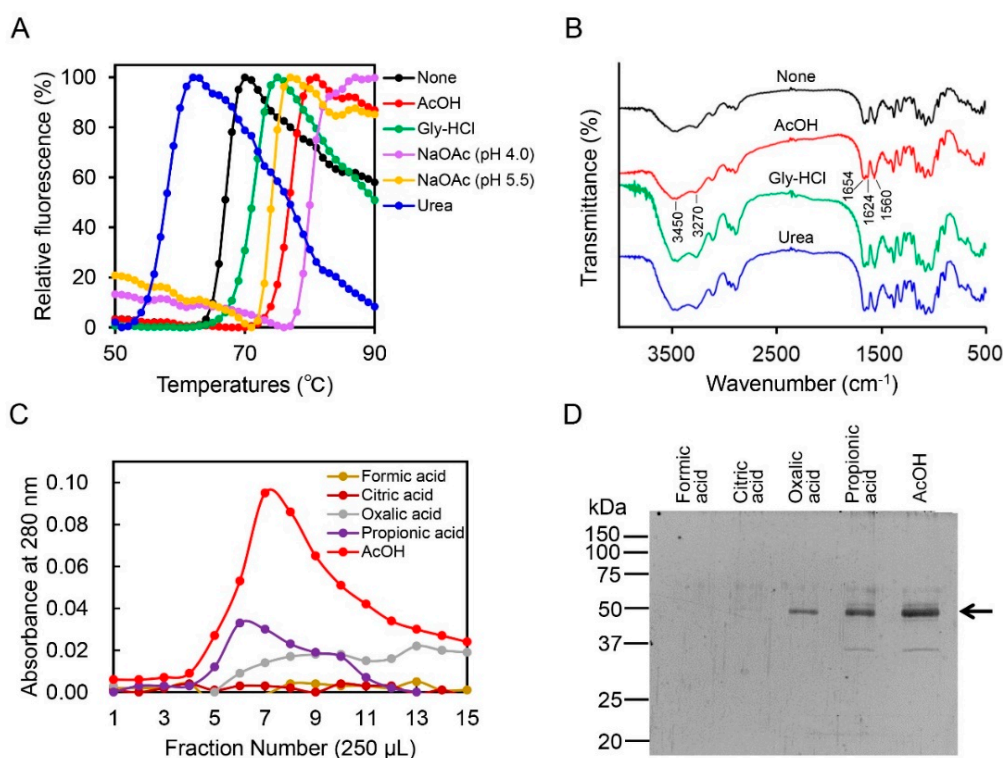 A
Relative fluorescence (%)
100
80
60
40
20
0
50
70
90
Temperatures (°C)
None
AcOH
Gly-HCl
NaOAc (pH 4.0)
NaOAc (pH 5.5)
Urea
B
Transmittance (%)
None
AcOH
Gly-HCl
Urea
3450
3270
1654
1624
1560
3500
2500
1500
500
Wavenumber (cm⁻¹)
C
Absorbance at 280 nm
0.10
0.08
0.06
0.04
0.02
0.00
1 3 5 7 9 11 13 15
Fraction Number (250 µL)
Formic acid
Citric acid
Oxalic acid
Propionic acid
AcOH
D
kDa
150
100
75
50
37
25
20
Formic
acid
Citric
acid
Oxalic
acid
Propionic
acid
AcOH